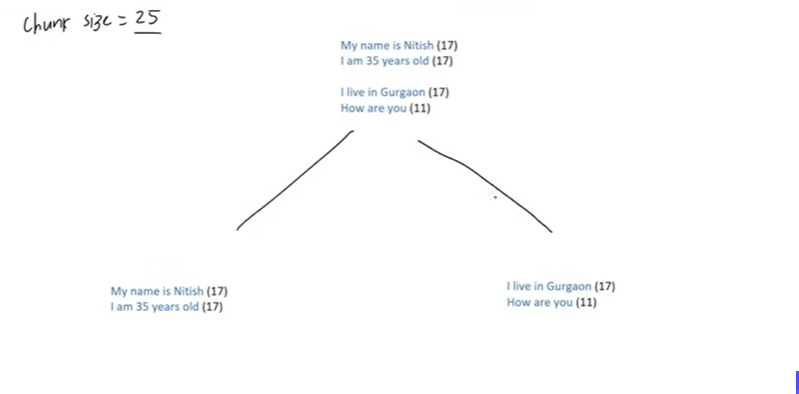 Chunk size = 25
My name is Nitish (17)
I am 35 years old (17)
I live in Gurgaon (17)
How are you (11)
My name is Nitish (17)
I am 35 years old (17)
I live in Gurgaon (17)
How are you (11)